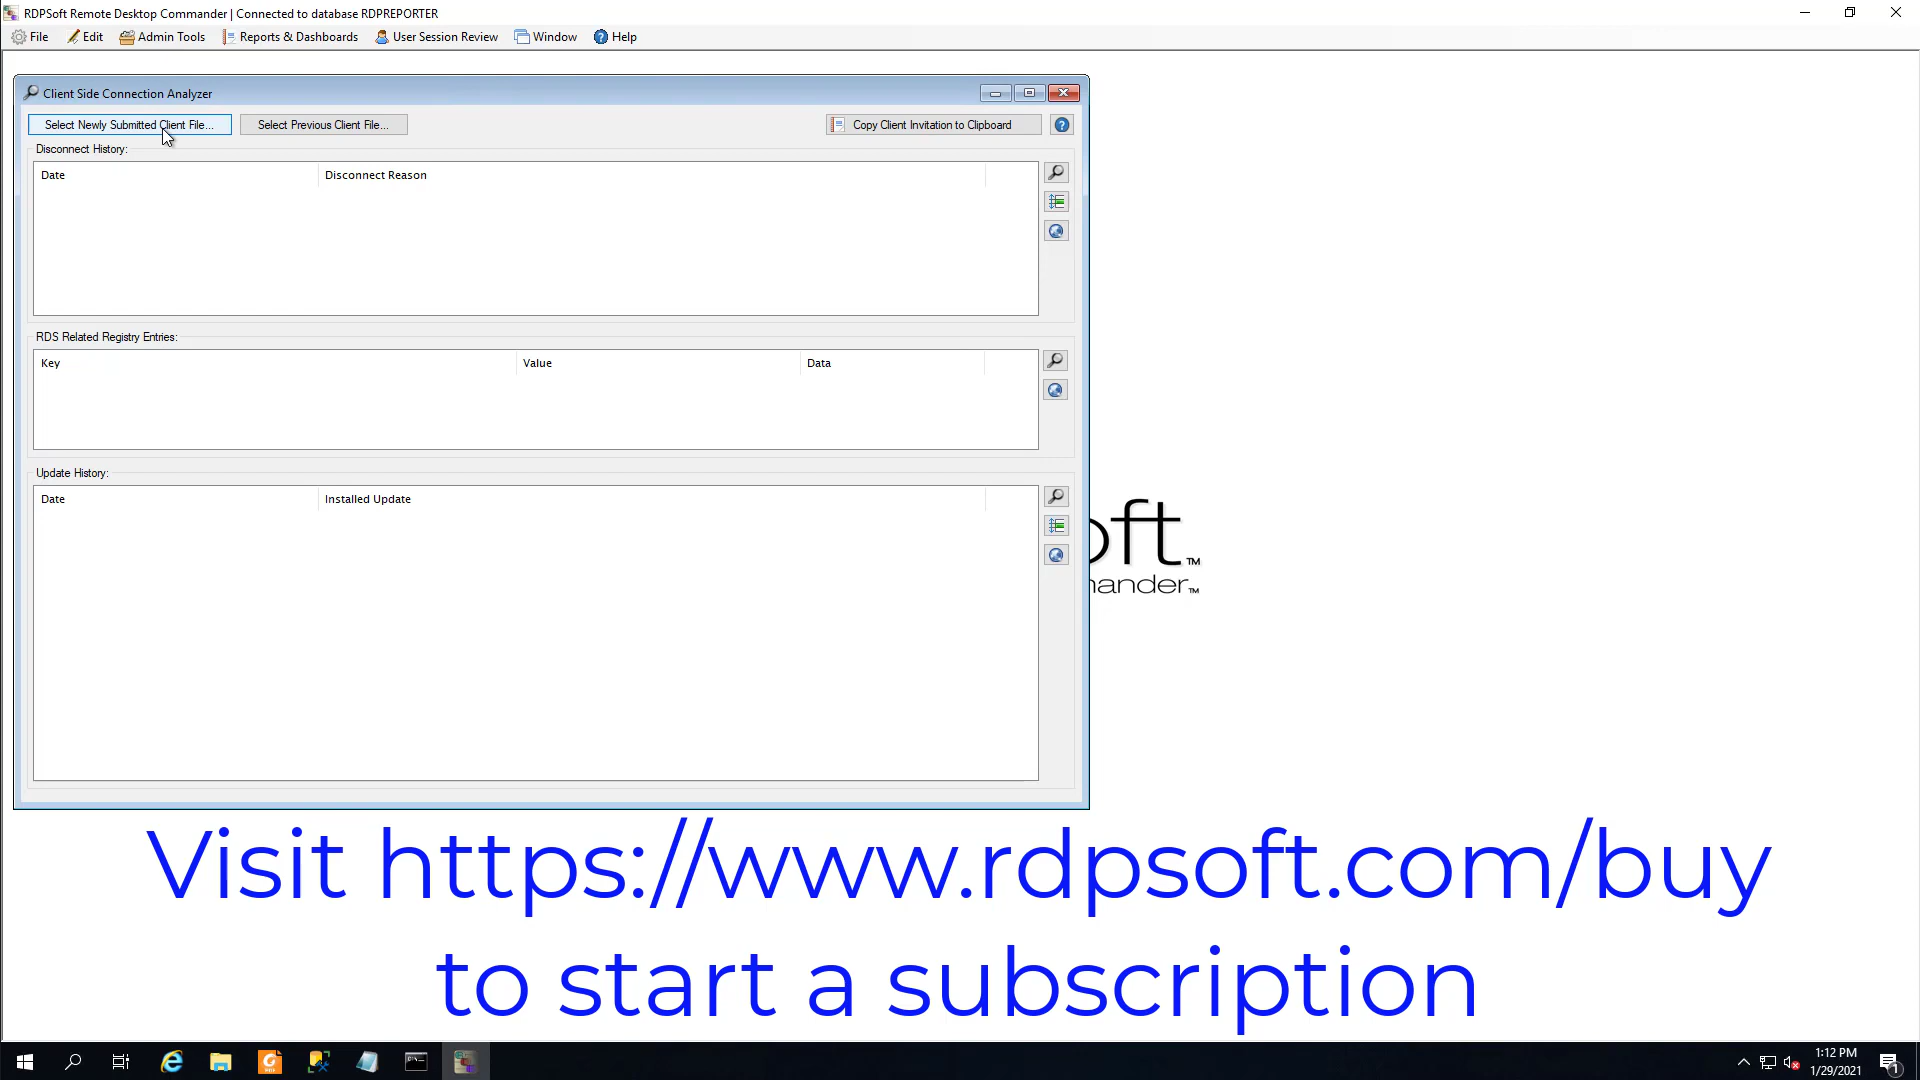 RDPSoft Remote Desktop Commander | Connected to database RDPREPORTER
File Edit Admin Tools Reports & Dashboards User Session Review Window Help
Client Side Connection Analyzer
Select Newly Submitted Client File... Select Previous Client File... Copy Client Invitation to Clipboard
Disconnect History:
Date Disconnect Reason
RDS Related Registry Entries:
Key Value Data
Update History:
Date Installed Update
oft™
mander™
Visit https://www.rdpsoft.com/buy
to start a subscription
1:12 PM
1/29/2021
1